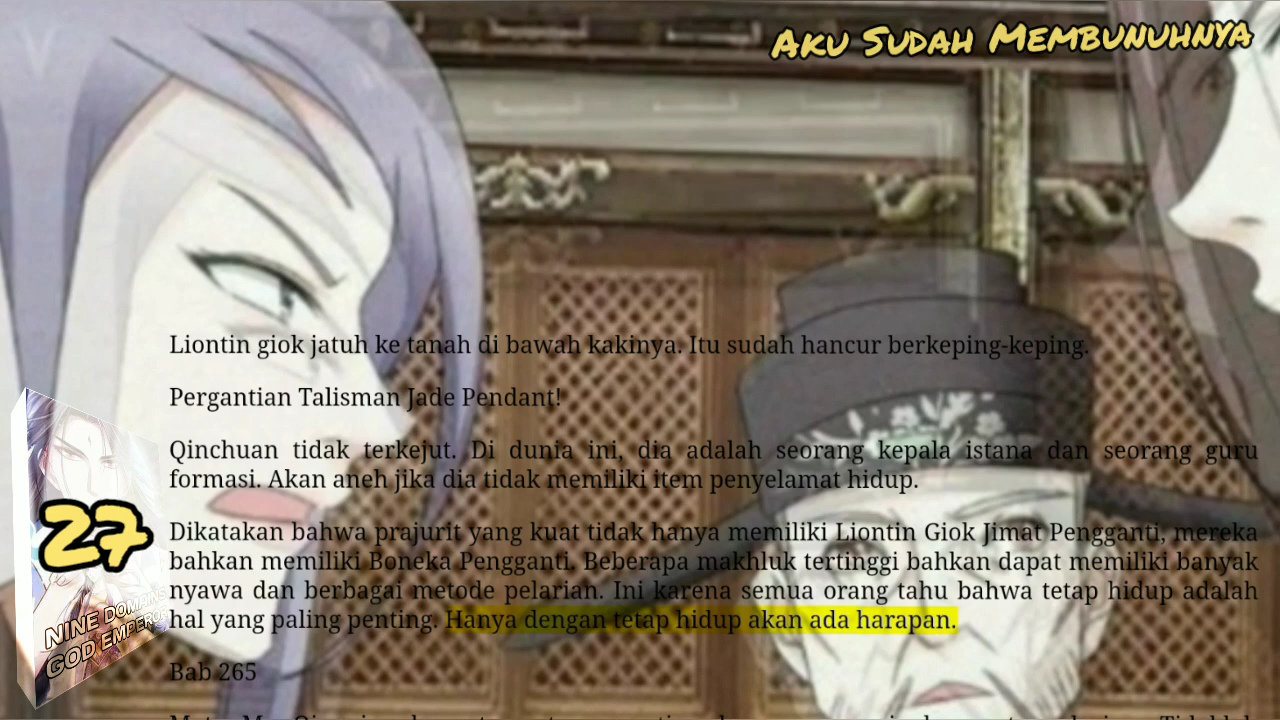 Aku Sudah Membunuhnya
Liontin giok jatuh ke tanah di bawah kakinya. Itu sudah hancur berkeping-keping.
Pergantian Talisman Jade Pendant!
Qinchuan tidak terkejut. Di dunia ini, dia adalah seorang kepala istana dan seorang guru
formasi. Akan aneh jika dia tidak memiliki item penyelamat hidup.
Dikatakan bahwa prajurit yang kuat tidak hanya memiliki Liontin Giok Jimat Pengganti, mereka
bahkan memiliki Boneka Pengganti. Beberapa makhluk tertinggi bahkan dapat memiliki banyak
nyawa dan berbagai metode pelarian. Ini karena semua orang tahu bahwa tetap hidup adalah
hal yang paling penting. Hanya dengan tetap hidup akan ada harapan.
Bab 265
27
NINE DOMAINS
GOD EMPEROR